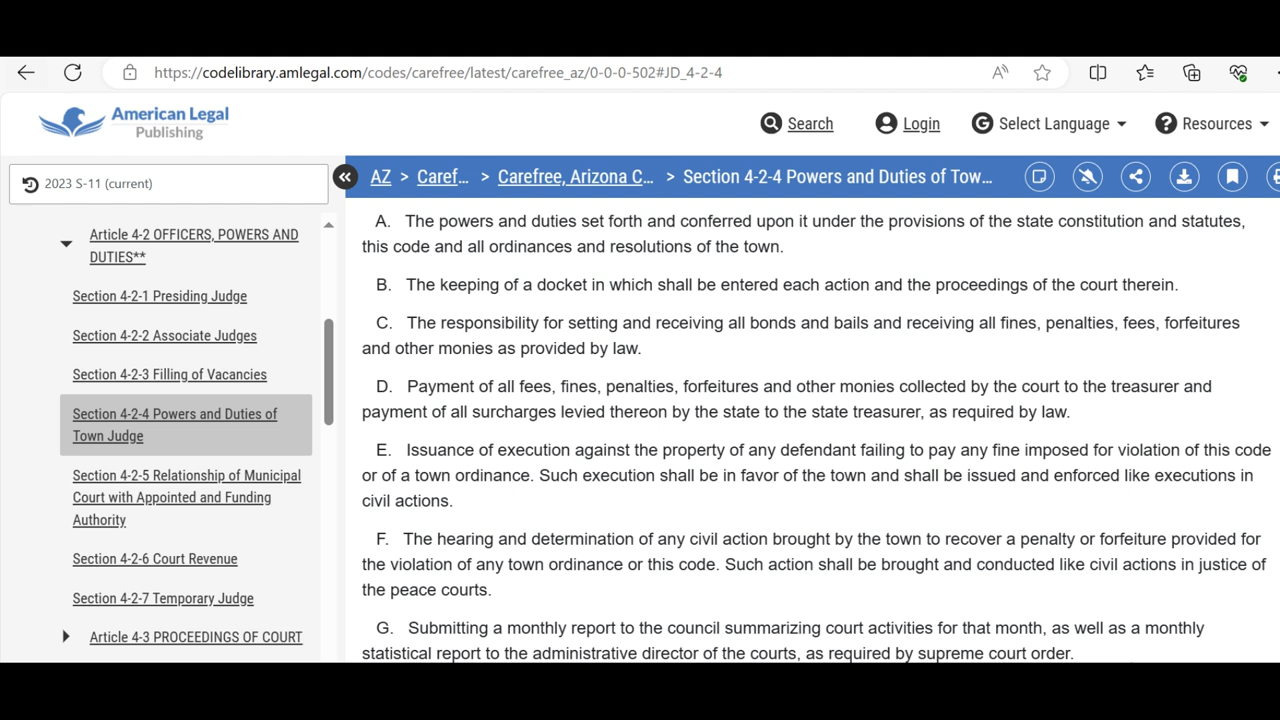 https://codelibrary.amlegal.com/codes/carefree/latest/carefree_az/0-0-0-502#JD_4-2-4
American Legal
Publishing
Search
Login
Select Language
Resources
2023 S-11 (current)
AZ > Caref... > Carefree, Arizona C... > Section 4-2-4 Powers and Duties of Tow...
Article 4-2 OFFICERS, POWERS AND
DUTIES**
Section 4-2-1 Presiding Judge
Section 4-2-2 Associate Judges
Section 4-2-3 Filling of Vacancies
Section 4-2-4 Powers and Duties of
Town Judge
Section 4-2-5 Relationship of Municipal
Court with Appointed and Funding
Authority
Section 4-2-6 Court Revenue
Section 4-2-7 Temporary Judge
Article 4-3 PROCEEDINGS OF COURT
A. The powers and duties set forth and conferred upon it under the provisions of the state constitution and statutes,
this code and all ordinances and resolutions of the town.
B. The keeping of a docket in which shall be entered each action and the proceedings of the court therein.
C. The responsibility for setting and receiving all bonds and bails and receiving all fines, penalties, fees, forfeitures
and other monies as provided by law.
D. Payment of all fees, fines, penalties, forfeitures and other monies collected by the court to the treasurer and
payment of all surcharges levied thereon by the state to the state treasurer, as required by law.
E. Issuance of execution against the property of any defendant failing to pay any fine imposed for violation of this code
or of a town ordinance. Such execution shall be in favor of the town and shall be issued and enforced like executions in
civil actions.
F. The hearing and determination of any civil action brought by the town to recover a penalty or forfeiture provided for
the violation of any town ordinance or this code. Such action shall be brought and conducted like civil actions in justice of
the peace courts.
G. Submitting a monthly report to the council summarizing court activities for that month, as well as a monthly
statistical report to the administrative director of the courts, as required by supreme court order.